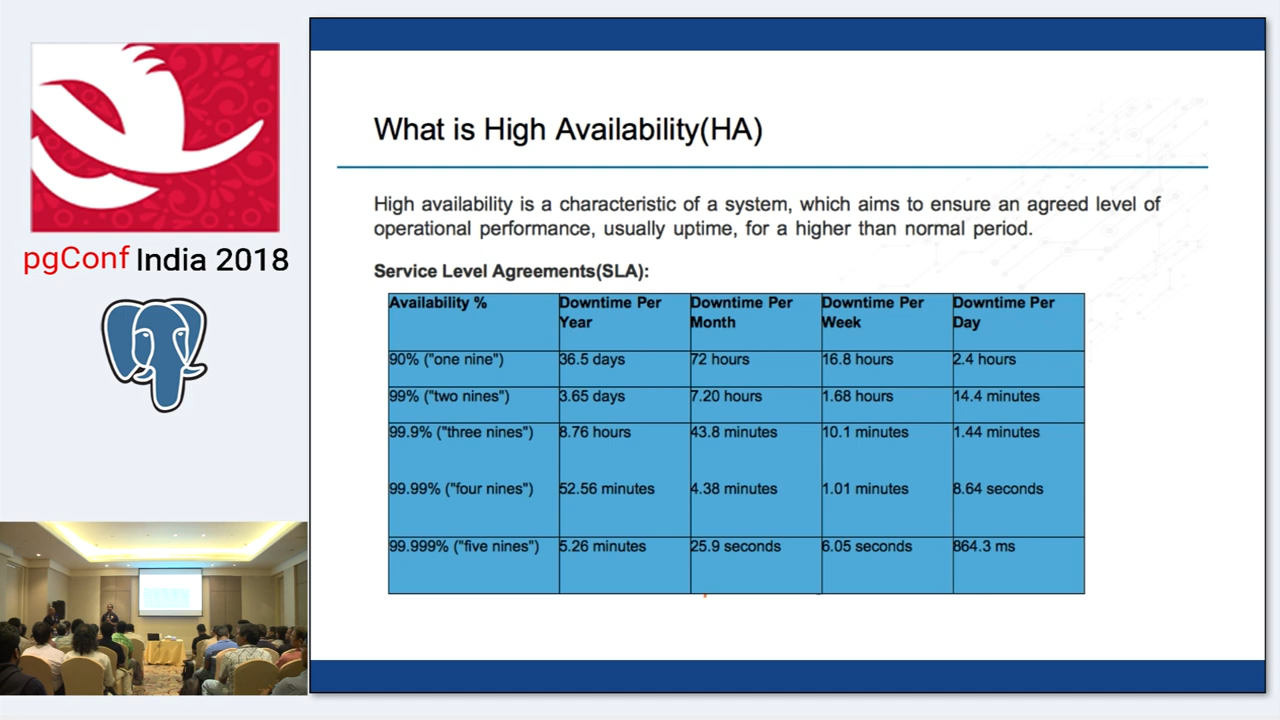 pgConf India 2018
What is High Availability(HA)
High availability is a characteristic of a system, which aims to ensure an agreed level of
operational performance, usually uptime, for a higher than normal period.
Service Level Agreements(SLA):
Availability % Downtime Per Year Downtime Per Month Downtime Per Week Downtime Per Day
90% ("one nine") 36.5 days 72 hours 16.8 hours 2.4 hours
99% ("two nines") 3.65 days 7.20 hours 1.68 hours 14.4 minutes
99.9% ("three nines") 8.76 hours 43.8 minutes 10.1 minutes 1.44 minutes
99.99% ("four nines") 52.56 minutes 4.38 minutes 1.01 minutes 8.64 seconds
99.999% ("five nines") 5.26 minutes 25.9 seconds 6.05 seconds 864.3 ms